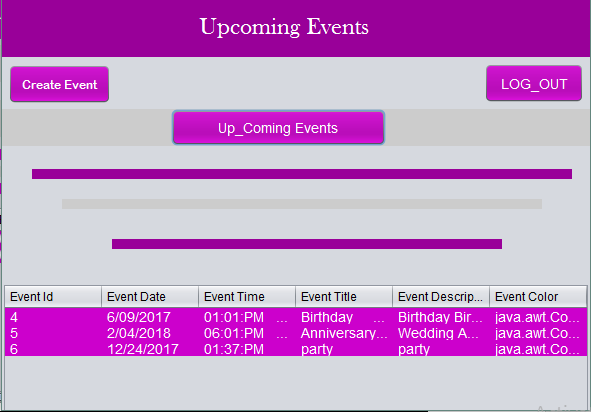 Upcoming Events
Create Event
LOG_OUT
Up_Coming Events
Event Id Event Date Event Time Event Title Event Descrip... Event Color
4 6/09/2017 01:01:PM ... Birthday ... Birthday Bir... java.awt.Co...
5 2/04/2018 06:01:PM ... Anniversary... Wedding A... java.awt.Co...
6 12/24/2017 01:37:PM party party java.awt.Co...